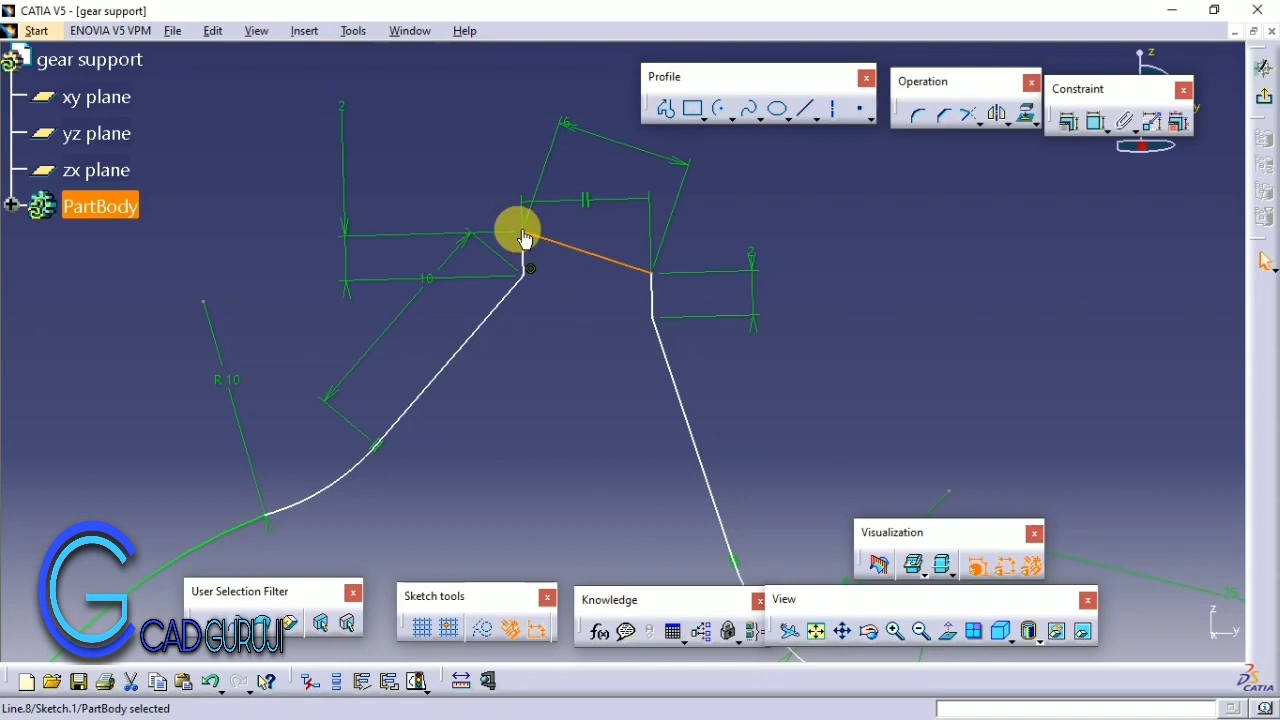 CATIA V5 - [gear support]
Start ENOVIA V5 VPM File Edit View Insert Tools Window Help
gear support
xy plane
yz plane
zx plane
PartBody
Profile
Operation
Constraint
z
y
2
2
10
R 10
25
Visualization
User Selection Filter
Sketch tools
Knowledge
View
f(x)
CADGURUJI
z
x y
CATIA
Line.8/Sketch.1/PartBody selected